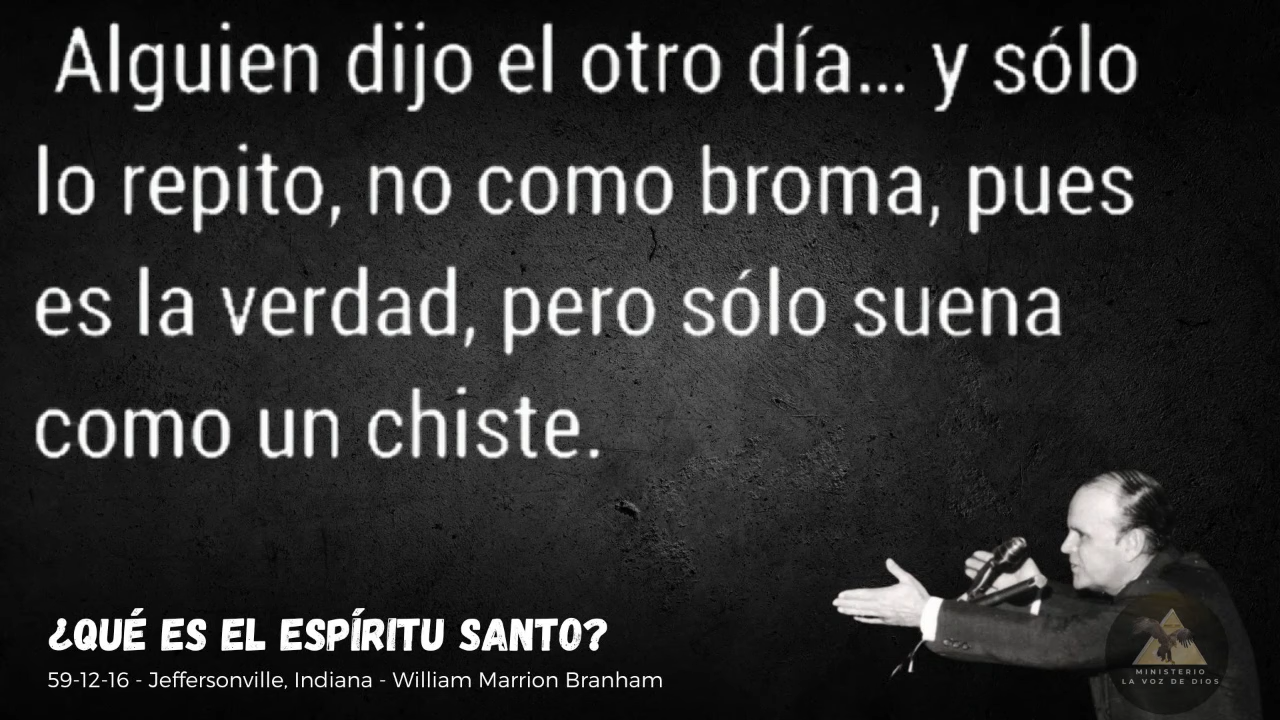 Alguien dijo el otro día... y sólo
lo repito, no como broma, pues
es la verdad, pero sólo suena
como un chiste.
¿QUÉ ES EL ESPÍRITU SANTO?
59-12-16 - Jeffersonville, Indiana - William Marrion Branham
MINISTERIO
LA VOZ DE DIOS